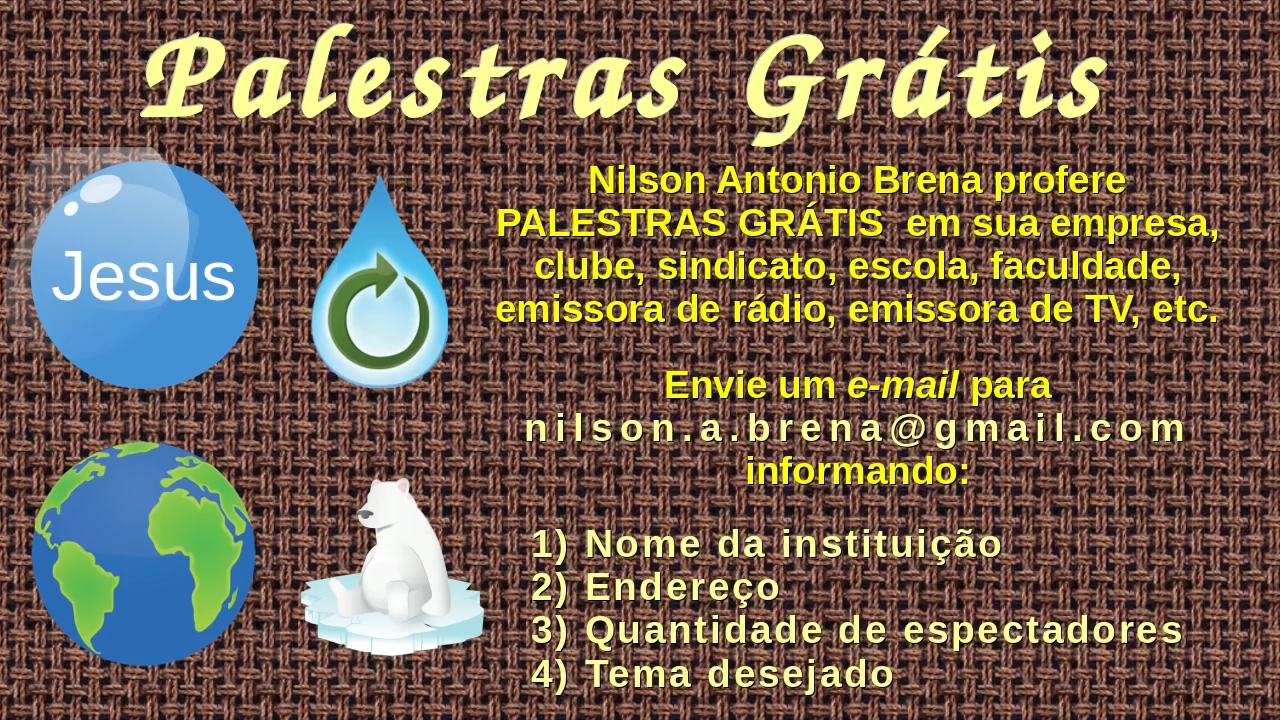 Palestras Grátis
Jesus
Nilson Antonio Brena profere
PALESTRAS GRÁTIS em sua empresa,
clube, sindicato, escola, faculdade,
emissora de rádio, emissora de TV, etc.
Envie um e-mail para
nilson.a.brena@gmail.com
informando:
1) Nome da instituição
2) Endereço
3) Quantidade de espectadores
4) Tema desejado